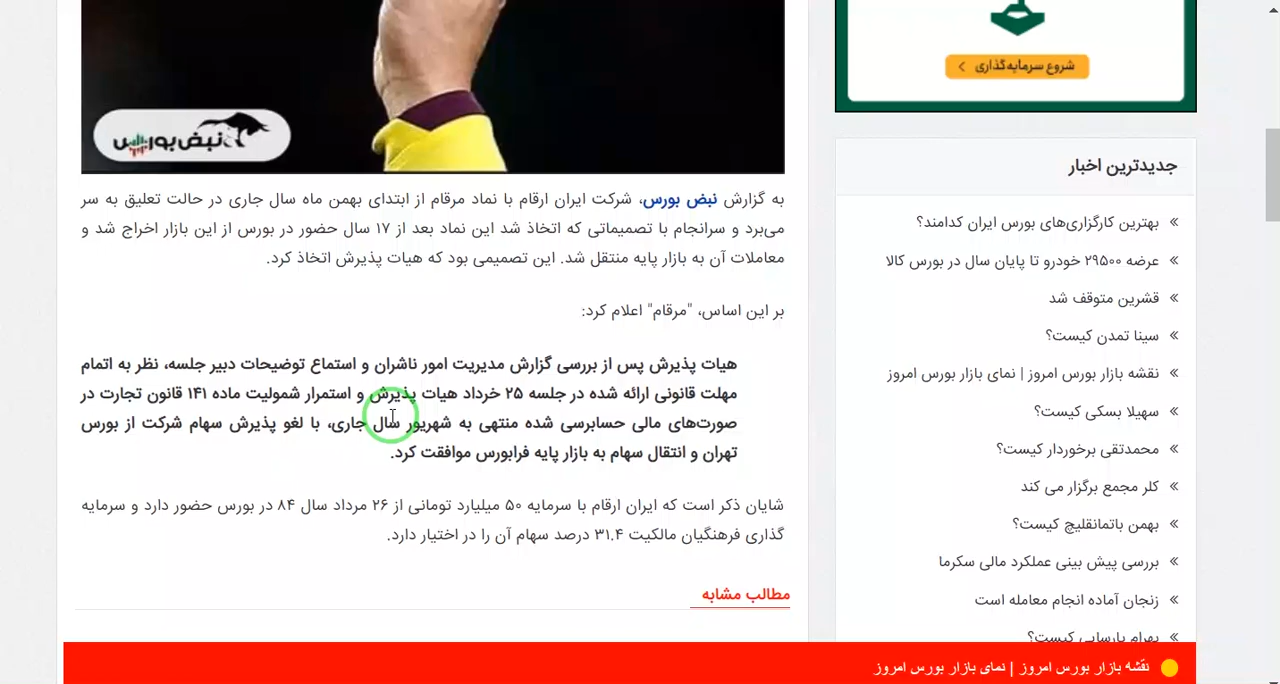 شروع سرمایه‌گذاری
نبض بورس
به گزارش نبض بورس، شرکت ایران ارقام با نماد مرقام از ابتدای بهمن ماه سال جاری در حالت تعلیق به سر
می‌برد و سرانجام با تصمیماتی که اتخاذ شد این نماد بعد از ۱۷ سال حضور در بورس از این بازار اخراج شد و
معاملات آن به بازار پایه منتقل شد. این تصمیمی بود که هیات پذیرش اتخاذ کرد.
بر این اساس، "مرقام" اعلام کرد:
هیات پذیرش پس از بررسی گزارش مدیریت امور ناشران و استماع توضیحات دبیر جلسه، نظر به اتمام
مهلت قانونی ارائه شده در جلسه ۲۵ خرداد هیات پذیرش و استمرار شمولیت ماده ۱۴۱ قانون تجارت در
صورت‌های مالی حسابرسی شده منتهی به شهریور سال جاری، با لغو پذیرش سهام شرکت از بورس
تهران و انتقال سهام به بازار پایه فرابورس موافقت کرد.
شایان ذکر است که ایران ارقام با سرمایه ۵۰ میلیارد تومانی از ۲۶ مرداد سال ۸۴ در بورس حضور دارد و سرمایه
گذاری فرهنگیان مالکیت ۳۱.۴ درصد سهام آن را در اختیار دارد.
مطالب مشابه
جدیدترین اخبار
بهترین کارگزاری‌های بورس ایران کدامند؟
عرضه ۲۹۵۰۰ خودرو تا پایان سال در بورس کالا
قشرین متوقف شد
سینا تمدن کیست؟
نقشه بازار بورس امروز | نمای بازار بورس امروز
سهیلا بسکی کیست؟
محمدتقی برخوردار کیست؟
کلر مجمع برگزار می کند
بهمن باتمانقلیچ کیست؟
بررسی پیش بینی عملکرد مالی سکرما
زنجان آماده انجام معامله است
بهرام پارسایی کیست؟
نقشه بازار بورس امروز | نمای بازار بورس امروز